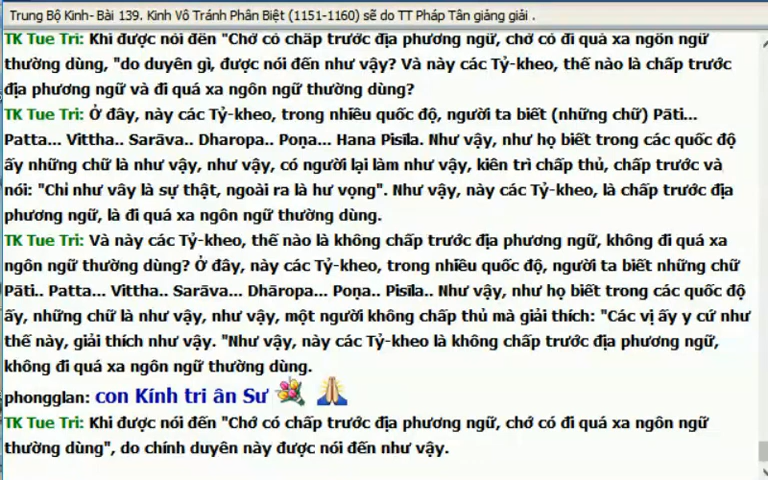 Trung Bộ Kinh- Bài 139. Kinh Vô Tránh Phân Biệt (1151-1160) sẽ do TT Pháp Tân giảng giải .
TK Tue Tri: Khi được nói đến "Chớ có chấp trước địa phương ngữ, chớ có đi quá xa ngôn ngữ
thường dùng, "do duyên gì, được nói đến như vậy? Và này các Tỷ-kheo, thế nào là chấp trước
địa phương ngữ và đi quá xa ngôn ngữ thường dùng?
TK Tue Tri: Ở đây, này các Tỷ-kheo, trong nhiều quốc độ, người ta biết (những chữ) Pāti...
Patta... Vittha.. Sarāva.. Dharopa.. Poṇa... Hana Pisīla. Như vậy, như họ biết trong các quốc độ
ấy những chữ là như vậy, như vậy, có người lại làm như vậy, kiên trì chấp thủ, chấp trước và
nói: "Chỉ như vậy là sự thật, ngoài ra là hư vọng". Như vậy, này các Tỷ-kheo, là chấp trước địa
phương ngữ, là đi quá xa ngôn ngữ thường dùng.
TK Tue Tri: Và này các Tỷ-kheo, thế nào là không chấp trước địa phương ngữ, không đi quá xa
ngôn ngữ thường dùng? Ở đây, này các Tỷ-kheo, trong nhiều quốc độ, người ta biết những chữ
Pāti.. Patta... Vittha.. Sarāva... Dhāropa... Poṇa.. Pisīla.. Như vậy, như họ biết trong các quốc độ
ấy, những chữ là như vậy, như vậy, một người không chấp thủ mà giải thích: "Các vị ấy y cứ như
thế này, giải thích như vậy. "Như vậy, này các Tỷ-kheo là không chấp trước địa phương ngữ,
không đi quá xa ngôn ngữ thường dùng.
phongglan: con Kính tri ân Sư
TK Tue Tri: Khi được nói đến "Chớ có chấp trước địa phương ngữ, chớ có đi quá xa ngôn ngữ
thường dùng", do chính duyên này được nói đến như vậy.